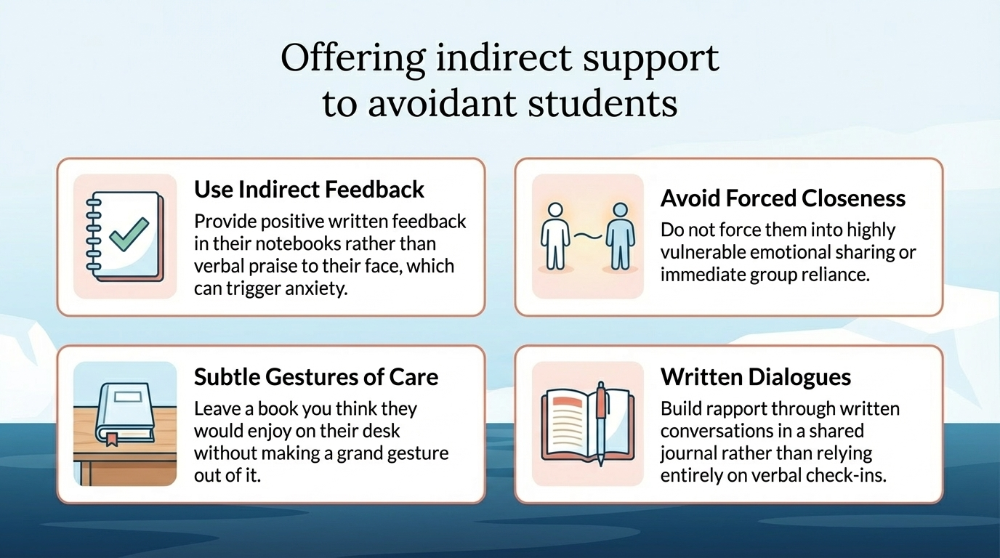 Offering indirect support
to avoidant students
Use Indirect Feedback
Provide positive written feedback
in their notebooks rather than
verbal praise to their face, which
can trigger anxiety.
Avoid Forced Closeness
Do not force them into highly
vulnerable emotional sharing or
immediate group reliance.
Subtle Gestures of Care
Leave a book you think they
would enjoy on their desk
without making a grand gesture
out of it.
Written Dialogues
Build rapport through written
conversations in a shared
journal rather than relying
entirely on verbal check-ins.